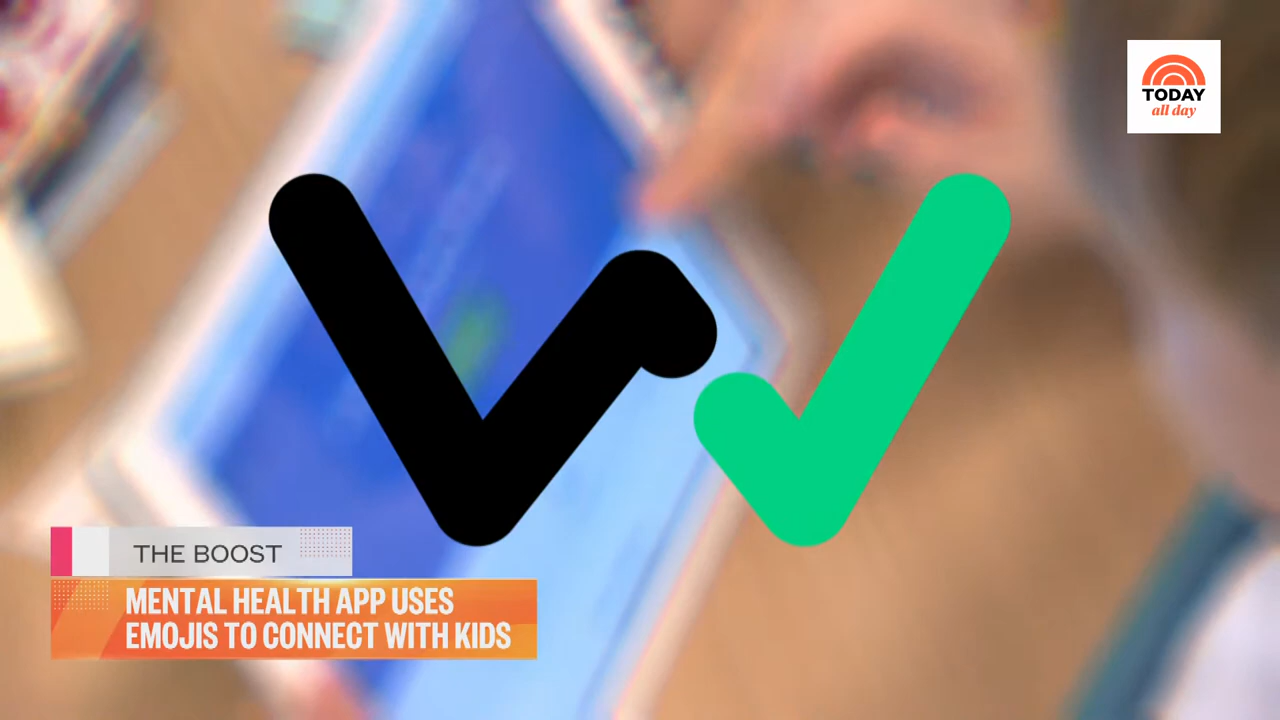 TODAY
all day
THE BOOST
MENTAL HEALTH APP USES
EMOJIS TO CONNECT WITH KIDS